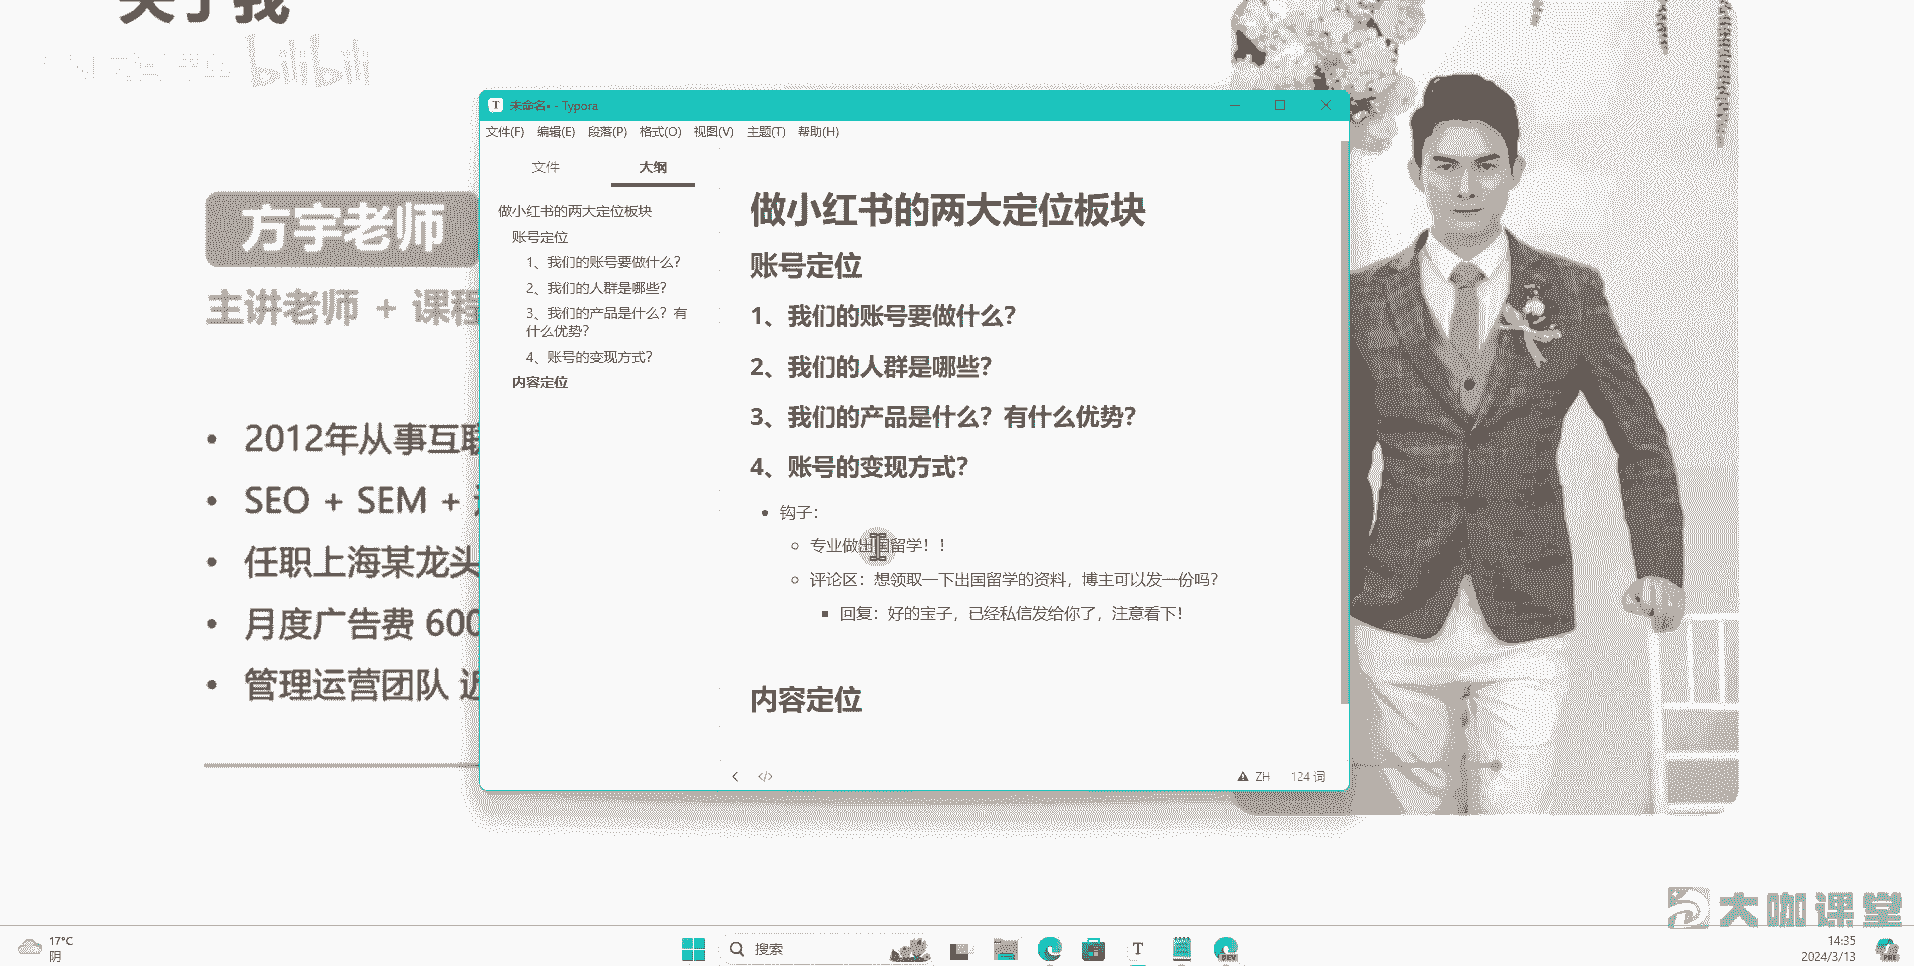 关于我
bilibili
方宇老师
主讲老师 + 课程
2012年从事互联
SEO + SEM +
任职上海某龙头
月度广告费 600
管理运营团队 近
未命名• - Typora
文件(F) 编辑(E) 段落(P) 格式(O) 视图(V) 主题(T) 帮助(H)
文件 大纲
做小红书的两大定位板块
账号定位
1、我们的账号要做什么？
2、我们的人群是哪些？
3、我们的产品是什么？有
什么优势？
4、账号的变现方式？
内容定位
做小红书的两大定位板块
账号定位
1、我们的账号要做什么？
2、我们的人群是哪些？
3、我们的产品是什么？有什么优势？
4、账号的变现方式？
钩子：
专业做出国留学！！
评论区：想领取一下出国留学的资料，博主可以发一份吗？
回复：好的宝子，已经私信发给你了，注意看下！
内容定位
ZH 124 词
大咖课堂
17°C
阴
搜索
DEV
14:35
2024/3/13
PRE